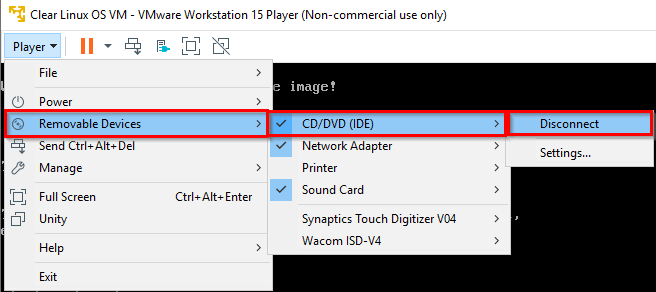 Clear Linux OS VM - VMware Workstation 15 Player (Non-commercial use only)
Player
File
e image!
Power
Removable Devices
CD/DVD (IDE)
Disconnect
Send Ctrl+Alt+Del
Network Adapter
Settings...
Manage
Printer
Full Screen Ctrl+Alt+Enter
Sound Card
Unity
Synaptics Touch Digitizer V04
Help
Wacom ISD-V4
Exit